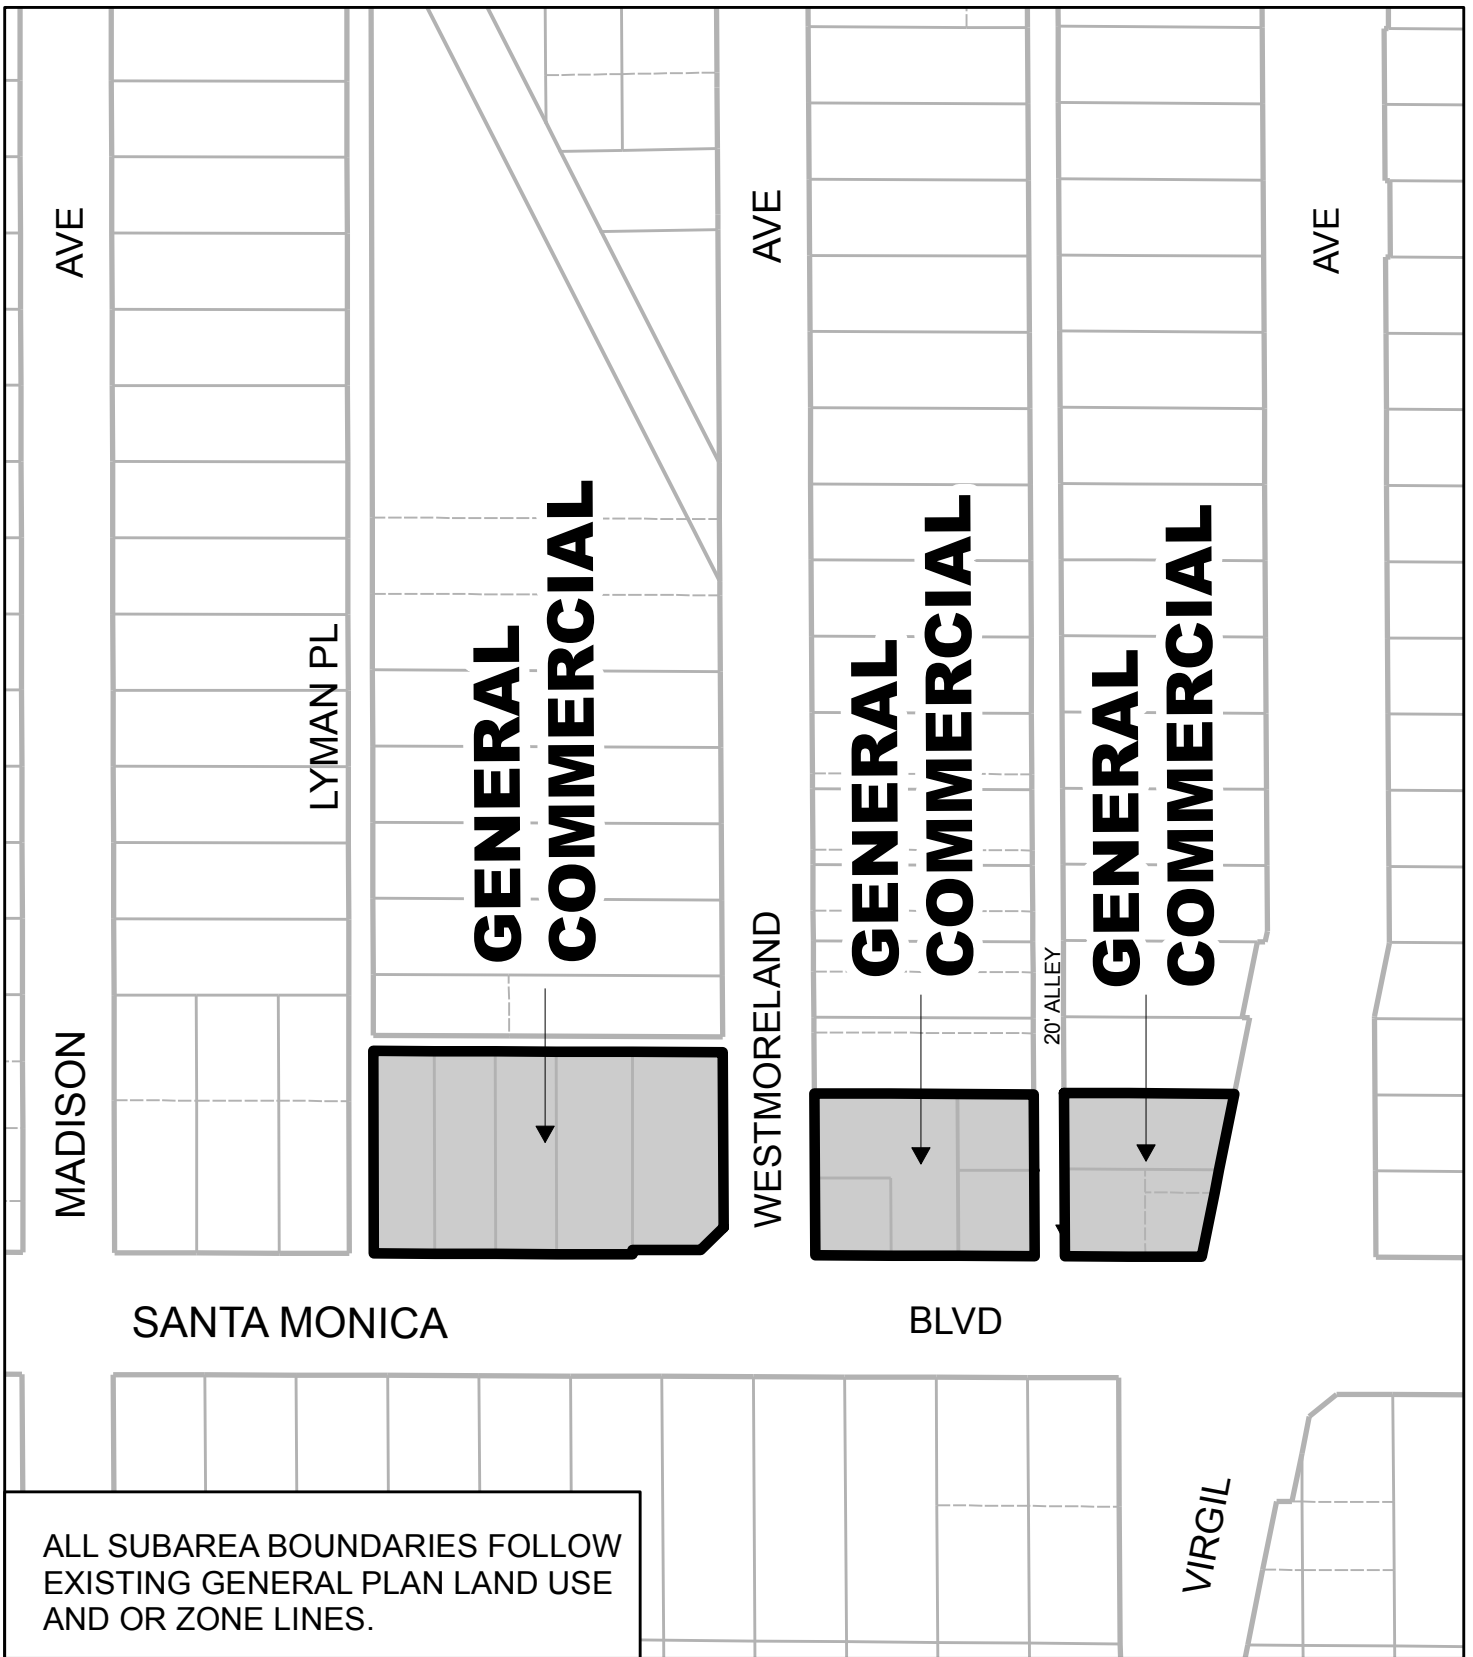 AVE
AVE
AVE
GENERAL
COMMERCIAL
GENERAL
COMMERCIAL
GENERAL
COMMERCIAL
LYMAN PL
MADISON
WESTMORELAND
20' ALLEY
SANTA MONICA
BLVD
VIRGIL
ALL SUBAREA BOUNDARIES FOLLOW
EXISTING GENERAL PLAN LAND USE
AND OR ZONE LINES.